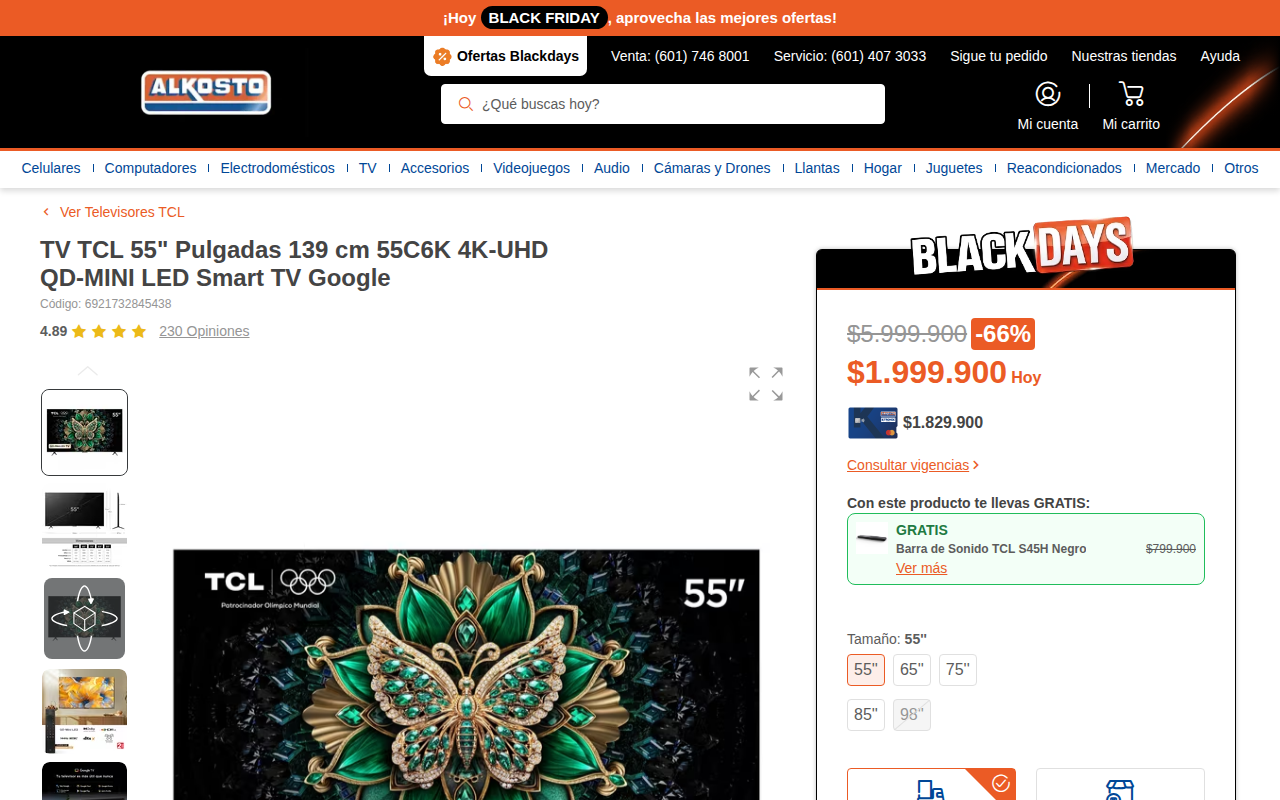 ¡Hoy BLACK FRIDAY, aprovecha las mejores ofertas!
Ofertas Blackdays
Venta: (601) 746 8001
Servicio: (601) 407 3033
Sigue tu pedido
Nuestras tiendas
Ayuda
ALKOSTO
¿Qué buscas hoy?
Mi cuenta
Mi carrito
Celulares
Computadores
Electrodomésticos
TV
Accesorios
Videojuegos
Audio
Cámaras y Drones
Llantas
Hogar
Juguetes
Reacondicionados
Mercado
Otros
Ver Televisores TCL
TV TCL 55" Pulgadas 139 cm 55C6K 4K-UHD
QD-MINI LED Smart TV Google
Código: 6921732845438
4.89
230 Opiniones
TCL
55"
Patrocinador Olímpico Mundial
55"
BLACKDAYS
$5.999.900 -66%
$1.999.900 Hoy
$1.829.900
Consultar vigencias
Con este producto te llevas GRATIS:
GRATIS
Barra de Sonido TCL S45H Negro
$799.900
Ver más
Tamaño: 55"
55"
65"
75"
85"
98"